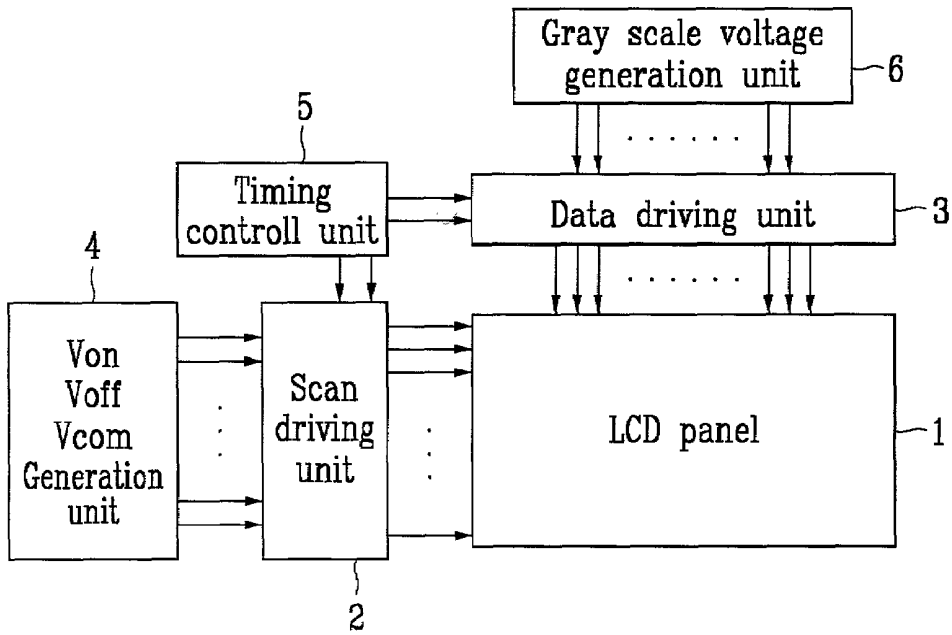 Gray scale voltage
generation unit
6
5
Timing
controll unit
Data driving unit
3
4
Von
Voff
Vcom
Generation
unit
Scan
driving
unit
LCD panel
1
2